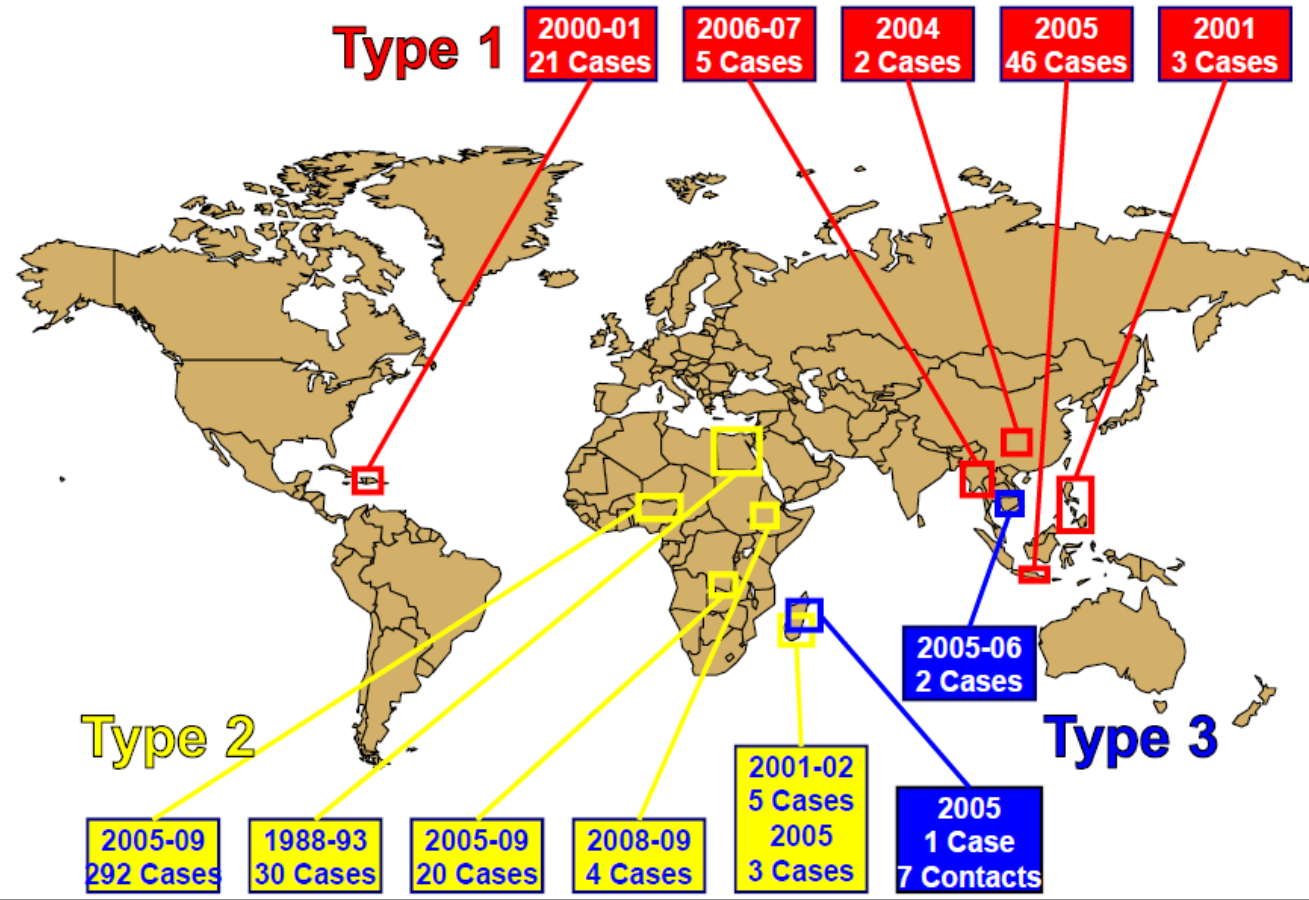 Type 1
2000-01
21 Cases
2006-07
5 Cases
2004
2 Cases
2005
46 Cases
2001
3 Cases
Type 2
2005-09
292 Cases
1988-93
30 Cases
2005-09
20 Cases
2008-09
4 Cases
2001-02
5 Cases
2005
3 Cases
2005-06
2 Cases
Type 3
2005
1 Case
7 Contacts